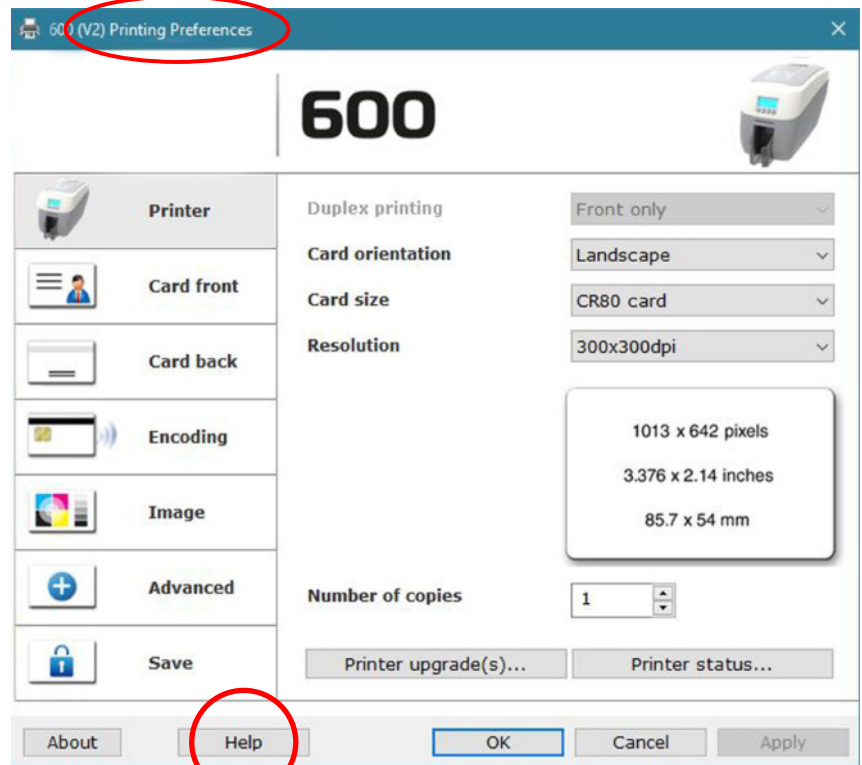 600 (V2) Printing Preferences
600
Printer
Duplex printing
Front only
Card orientation
Landscape
Card front
Card size
CR80 card
Resolution
300x300dpi
Card back
1013 x 642 pixels
3.376 x 2.14 inches
85.7 x 54 mm
Encoding
Image
Advanced
Number of copies
1
Save
Printer upgrade(s)...
Printer status...
About
Help
OK
Cancel
Apply